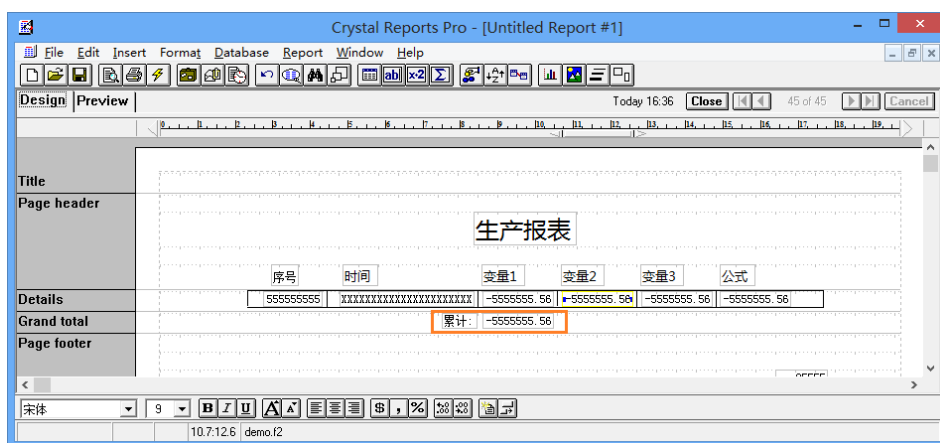 Crystal Reports Pro - [Untitled Report #1]
File Edit Insert Format Database Report Window Help
Design Preview Today 16:36 Close 45 of 45 Cancel
Title
Page header
生产报表
序号 时间 变量1 变量2 变量3 公式
Details 555555555 XXXXXXXXXXXXXXXXXXXXXXX -5555555.56 -5555555.56 -5555555.56 -5555555.56
Grand total 累计: -5555555.56
Page footer
宋体 9 B I U A A $ , %
10.7:12.6 demo.f2